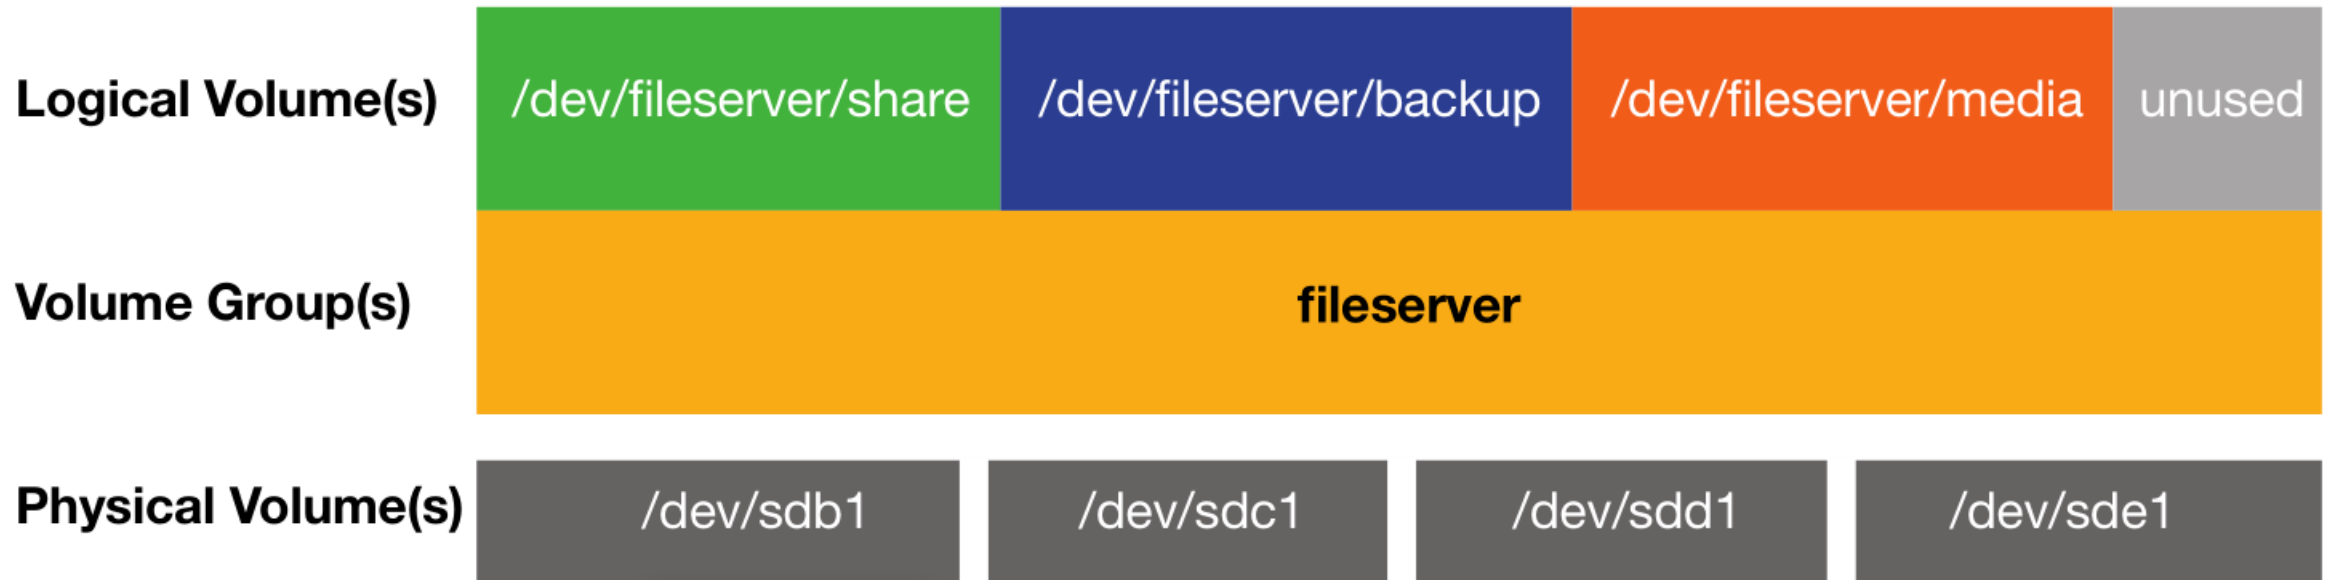 Logical Volume(s)
/dev/fileserver/share
/dev/fileserver/backup
/dev/fileserver/media
unused
Volume Group(s)
fileserver
Physical Volume(s)
/dev/sdb1
/dev/sdc1
/dev/sdd1
/dev/sde1